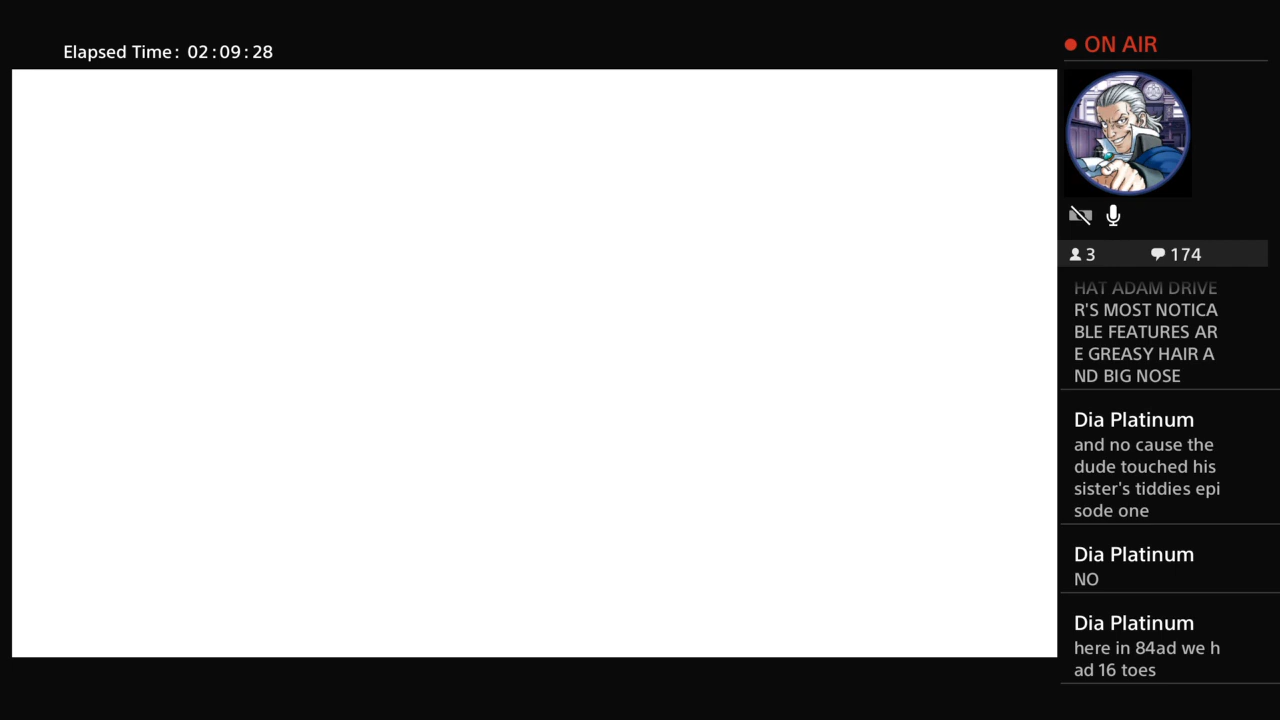 Elapsed Time: 02:09:28
ON AIR
3 174
HAT ADAM DRIVE
R'S MOST NOTICA
BLE FEATURES AR
E GREASY HAIR A
ND BIG NOSE
Dia Platinum
and no cause the
dude touched his
sister's tiddies epi
sode one
Dia Platinum
NO
Dia Platinum
here in 84ad we h
ad 16 toes